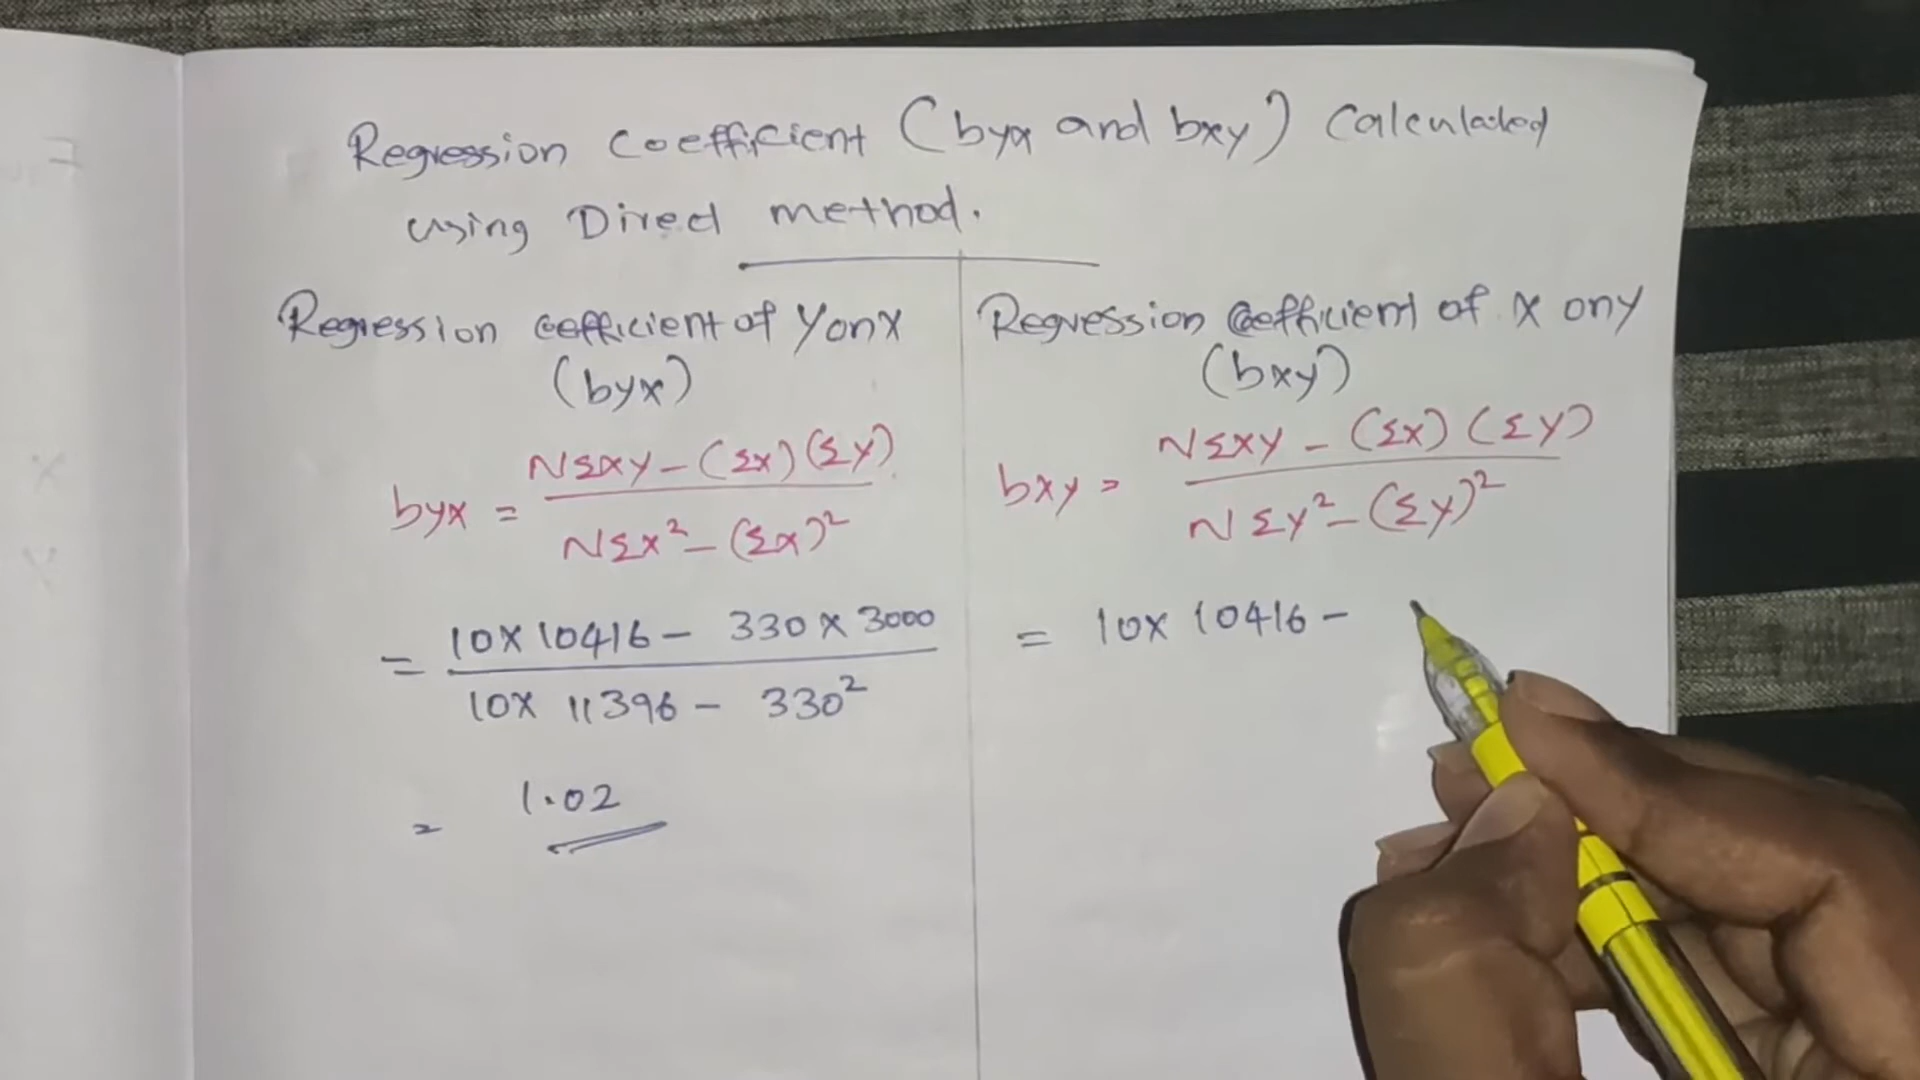 Regression Coefficient (byx and bxy) Calculated
using Direct method.
Regression Coefficient of Y on X
(byx)
byx = NΣXY - (Σx) (ΣY)
NΣx² - (Σx)²
= 10 x 10416 - 330 x 3000
10x 11396 - 330²
= 1.02
Regression Coefficient of X on Y
(bxy)
bxy = NΣXY - (Σx) (ΣY)
NΣY² - (ΣY)²
= 10x 10416 -